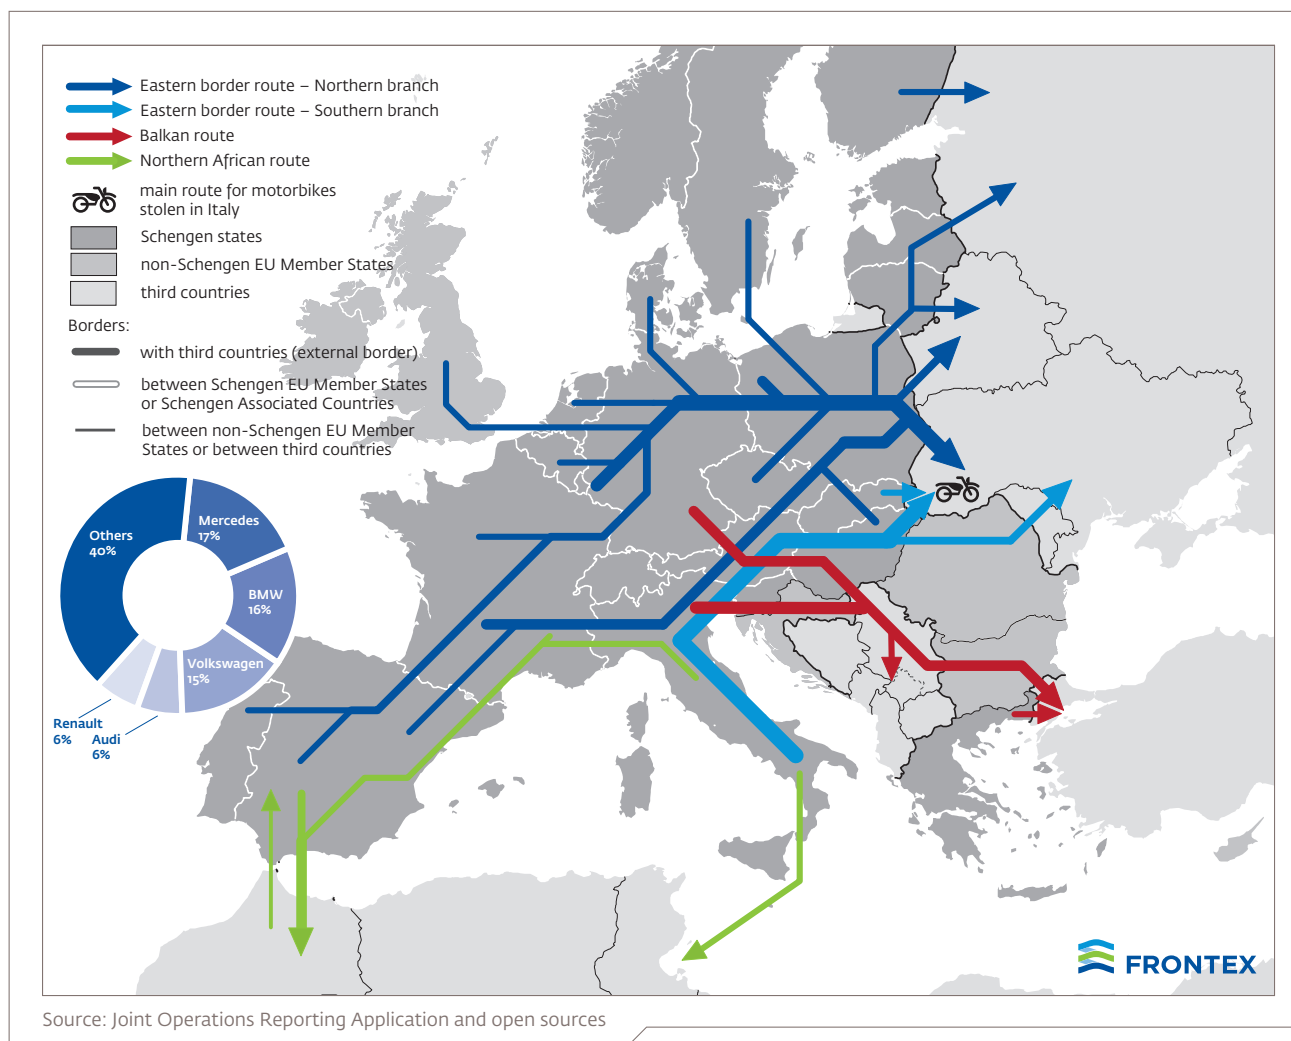 Eastern border route – Northern branch
Eastern border route – Southern branch
Balkan route
Northern African route
main route for motorbikes
stolen in Italy
Schengen states
non-Schengen EU Member States
third countries
Borders:
with third countries (external border)
between Schengen EU Member States
or Schengen Associated Countries
between non-Schengen EU Member
States or between third countries
Others
40%
Mercedes
17%
BMW
16%
Volkswagen
15%
Renault
6%
Audi
6%
FRONTEX
Source: Joint Operations Reporting Application and open sources